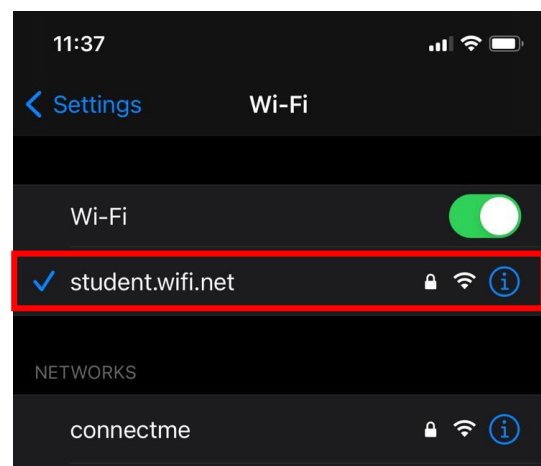 11:37
Settings Wi-Fi
Wi-Fi
student.wifi.net
NETWORKS
connectme